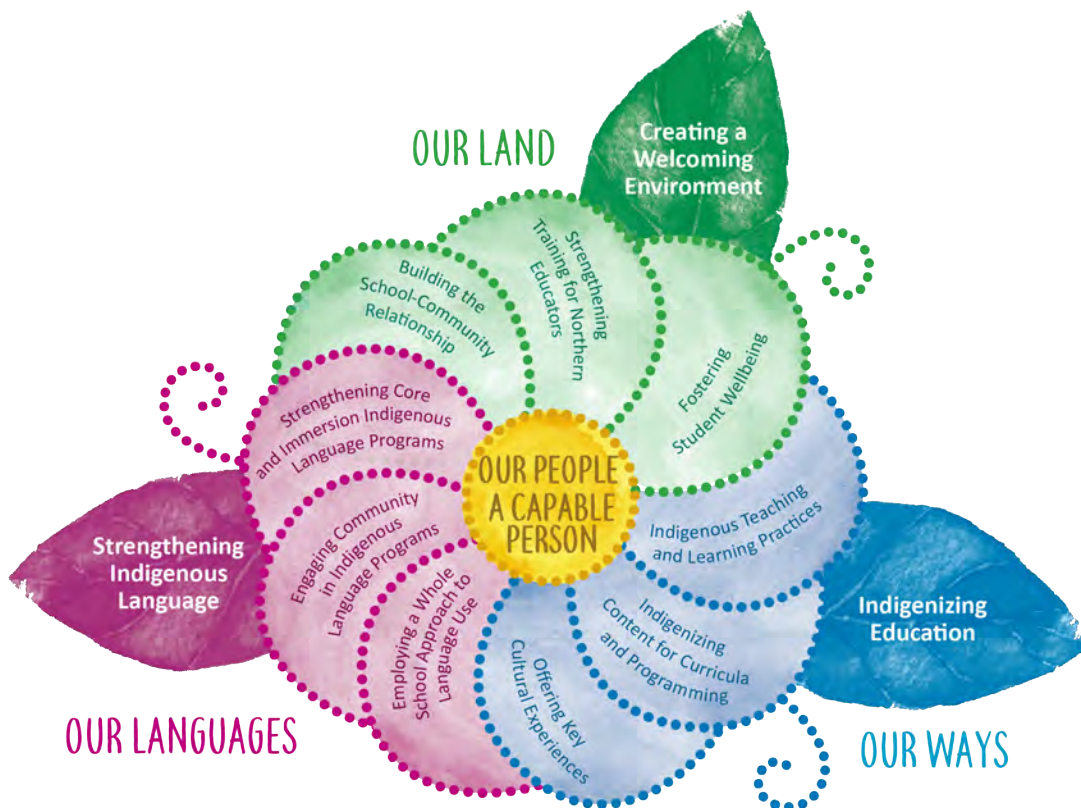 OUR LAND
Creating a
Welcoming
Environment
Building the
School-Community
Relationship
Strengthening
Training for Northern
Educators
Fostering
Student Wellbeing
Strengthening Core
and Immersion Indigenous
Language Programs
Engaging Community
in Indigenous
Language Programs
Employing a Whole
School Approach to
Language Use
OUR PEOPLE
A CAPABLE
PERSON
Indigenous Teaching
and Learning Practices
Indigenizing
Content for Curricula
and Programming
Offering Key
Cultural Experiences
Strengthening
Indigenous
Language
Indigenizing
Education
OUR LANGUAGES
OUR WAYS